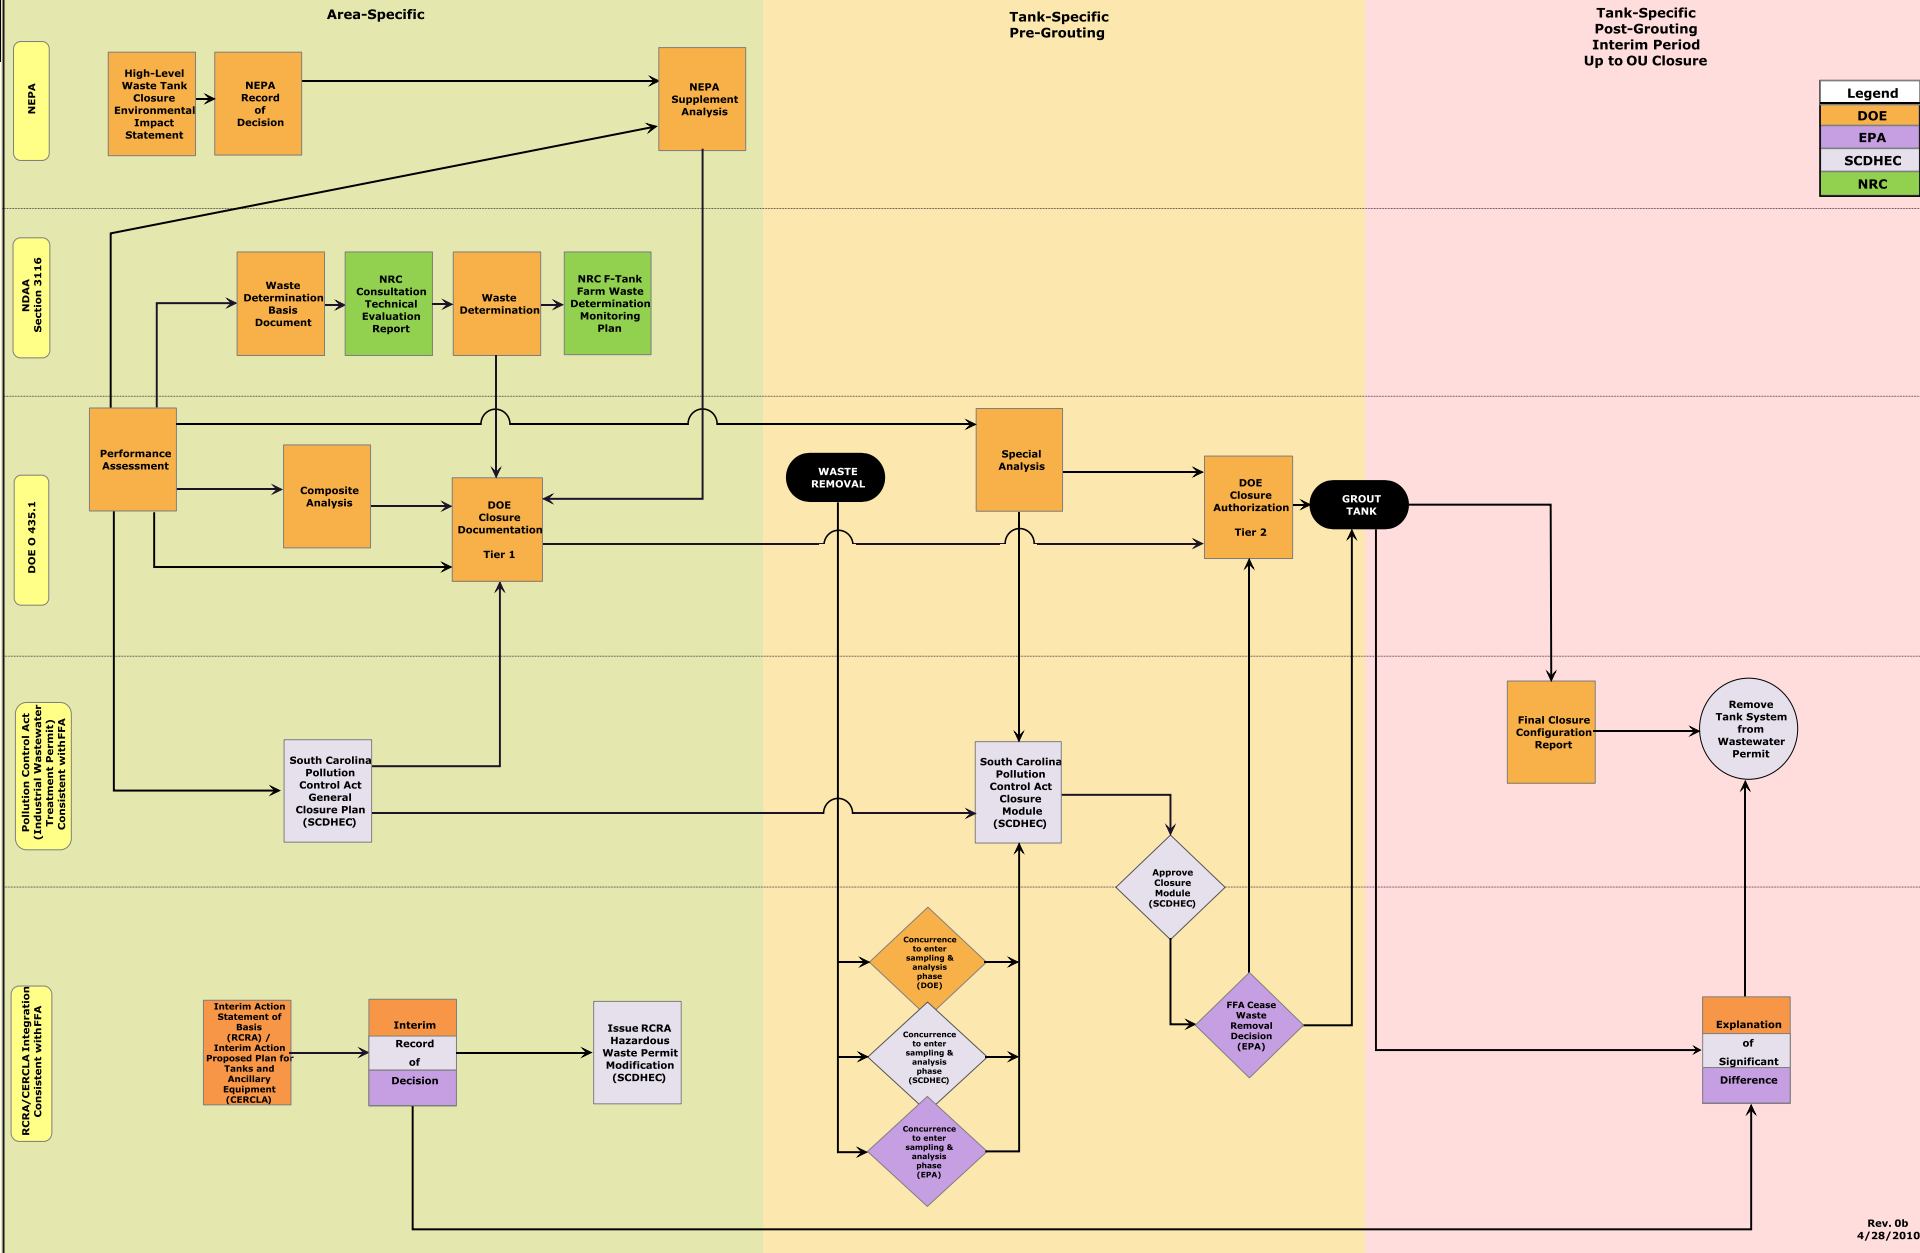 Area-Specific
Tank-Specific
Pre-Grouting
Tank-Specific
Post-Grouting
Interim Period
Up to OU Closure
Legend
DOE
EPA
SCDHEC
NRC
NEPA
High-Level
Waste Tank
Closure
Environmental
Impact
Statement
NEPA
Record
of
Decision
NEPA
Supplement
Analysis
NDAA
Section 3116
Waste
Determination
Basis
Document
NRC
Consultation
Technical
Evaluation
Report
Waste
Determination
NRC F-Tank
Farm Waste
Determination
Monitoring
Plan
DOE O 435.1
Performance
Assessment
Composite
Analysis
DOE
Closure
Documentation
Tier 1
WASTE
REMOVAL
Special
Analysis
DOE
Closure
Authorization
Tier 2
GROUT
TANK
Pollution Control Act
(Industrial Wastewater
Treatment Permit)
Consistent withFFA
South Carolina
Pollution
Control Act
General
Closure Plan
(SCDHEC)
South Carolina
Pollution
Control Act
Closure
Module
(SCDHEC)
Approve
Closure
Module
(SCDHEC)
Final Closure
Configuration
Report
Remove
Tank System
from
Wastewater
Permit
RCRA/CERCLA Integration
Consistent withFFA
Interim Action
Statement of
Basis
(RCRA) /
Interim Action
Proposed Plan for
Tanks and
Ancillary
Equipment
(CERCLA)
Interim
Record
of
Decision
Issue RCRA
Hazardous
Waste Permit
Modification
(SCDHEC)
Concurrence
to enter
sampling &
analysis
phase
(DOE)
Concurrence
to enter
sampling &
analysis
phase
(SCDHEC)
Concurrence
to enter
sampling &
analysis
phase
(EPA)
FFA Cease
Waste
Removal
Decision
(EPA)
Explanation
of
Significant
Difference
Rev. 0b
4/28/2010